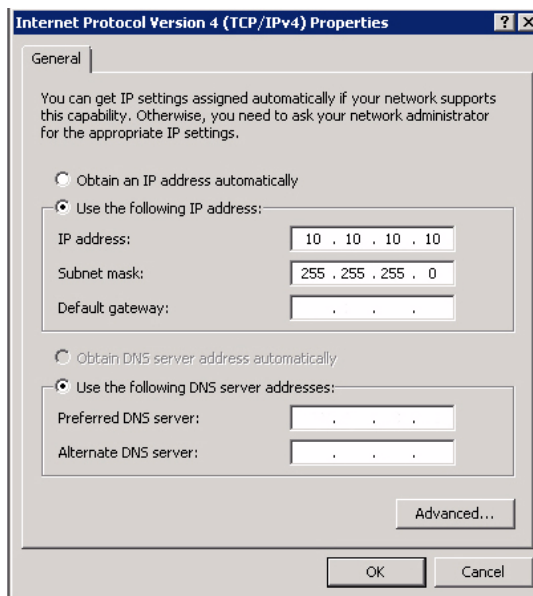 Internet Protocol Version 4 (TCP/IPv4) Properties
General
You can get IP settings assigned automatically if your network supports
this capability. Otherwise, you need to ask your network administrator
for the appropriate IP settings.
Obtain an IP address automatically
Use the following IP address:
IP address: 10 . 10 . 10 . 10
Subnet mask: 255 . 255 . 255 . 0
Default gateway: . . .
Obtain DNS server address automatically
Use the following DNS server addresses:
Preferred DNS server: . . .
Alternate DNS server: . . .
Advanced...
OK Cancel